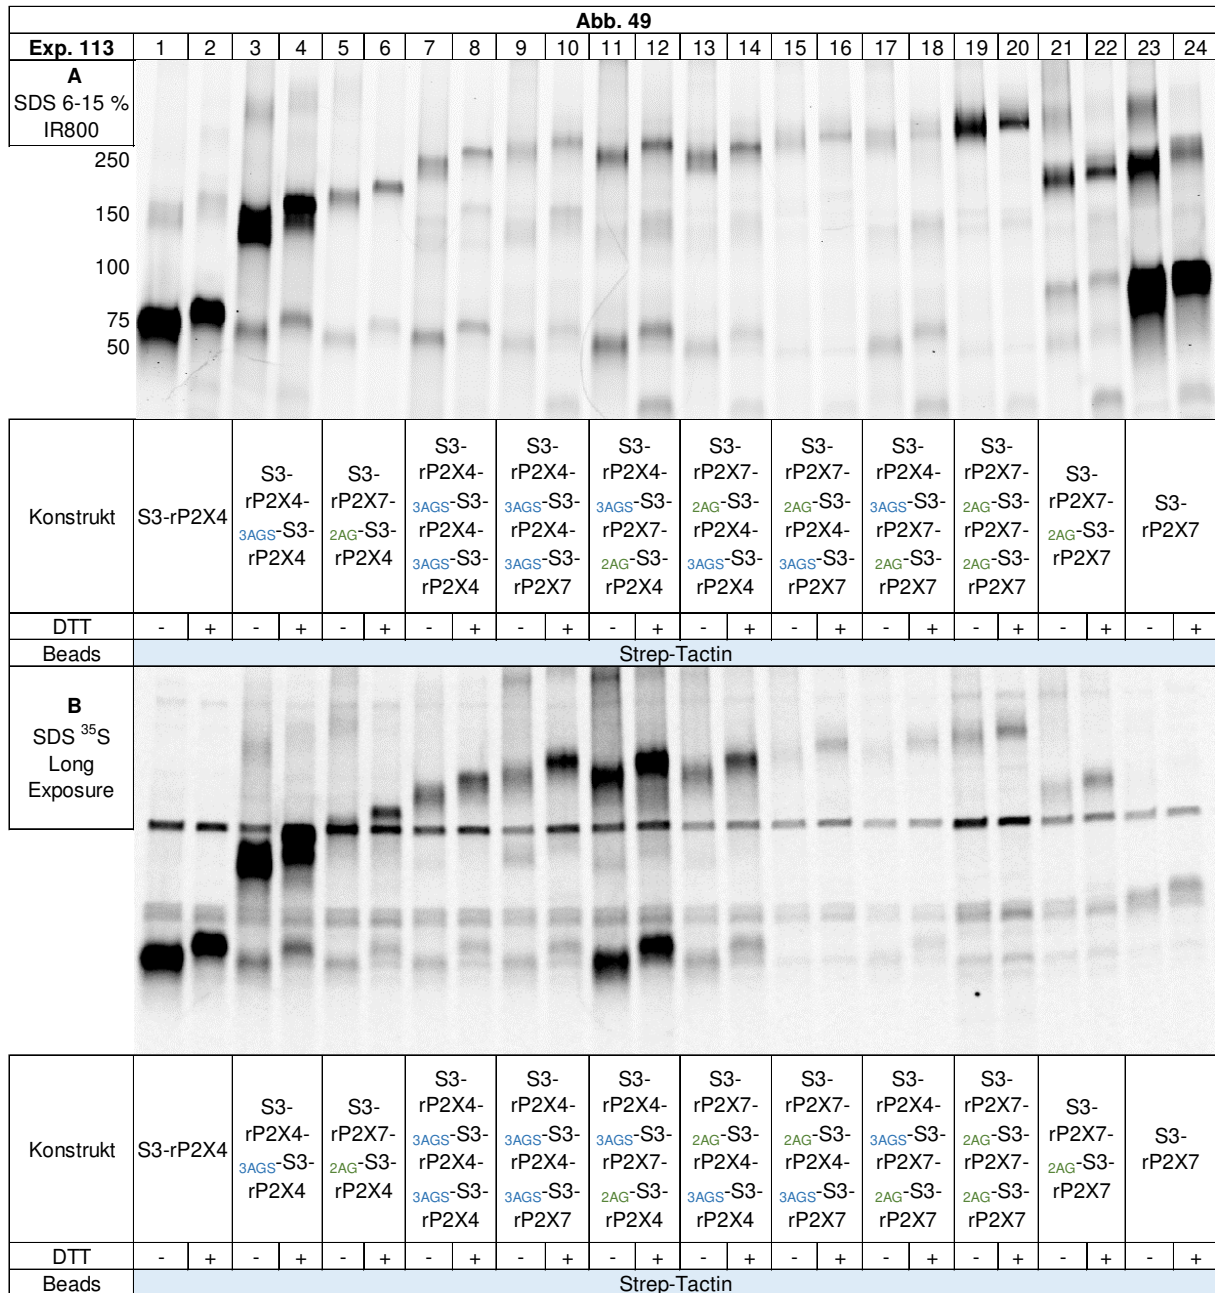 Abb. 49
Exp. 113 1 2 3 4 5 6 7 8 9 10 11 12 13 14 15 16 17 18 19 20 21 22 23 24
A
SDS 6-15 %
IR800
250
150
100
75
50
Konstrukt
S3-rP2X4
S3-
rP2X4-
3AGS-S3-
rP2X4
S3-
rP2X7-
2AG-S3-
rP2X4
S3-
rP2X4-
3AGS-S3-
rP2X4-
3AGS-S3-
rP2X4
S3-
rP2X4-
3AGS-S3-
rP2X4-
3AGS-S3-
rP2X7
S3-
rP2X4-
3AGS-S3-
rP2X7-
2AG-S3-
rP2X4
S3-
rP2X7-
2AG-S3-
rP2X4-
3AGS-S3-
rP2X4
S3-
rP2X7-
2AG-S3-
rP2X4-
3AGS-S3-
rP2X7
S3-
rP2X4-
3AGS-S3-
rP2X7-
2AG-S3-
rP2X7
S3-
rP2X7-
2AG-S3-
rP2X7-
2AG-S3-
rP2X7
S3-
rP2X7-
2AG-S3-
rP2X7
S3-
rP2X7
DTT - + - + - + - + - + - + - + - + - + - + - + - +
Beads Strep-Tactin
B
SDS ³⁵S
Long
Exposure
Konstrukt
S3-rP2X4
S3-
rP2X4-
3AGS-S3-
rP2X4
S3-
rP2X7-
2AG-S3-
rP2X4
S3-
rP2X4-
3AGS-S3-
rP2X4-
3AGS-S3-
rP2X4
S3-
rP2X4-
3AGS-S3-
rP2X4-
3AGS-S3-
rP2X7
S3-
rP2X4-
3AGS-S3-
rP2X7-
2AG-S3-
rP2X4
S3-
rP2X7-
2AG-S3-
rP2X4-
3AGS-S3-
rP2X4
S3-
rP2X7-
2AG-S3-
rP2X4-
3AGS-S3-
rP2X7
S3-
rP2X4-
3AGS-S3-
rP2X7-
2AG-S3-
rP2X7
S3-
rP2X7-
2AG-S3-
rP2X7-
2AG-S3-
rP2X7
S3-
rP2X7-
2AG-S3-
rP2X7
S3-
rP2X7
DTT - + - + - + - + - + - + - + - + - + - + - + - +
Beads Strep-Tactin